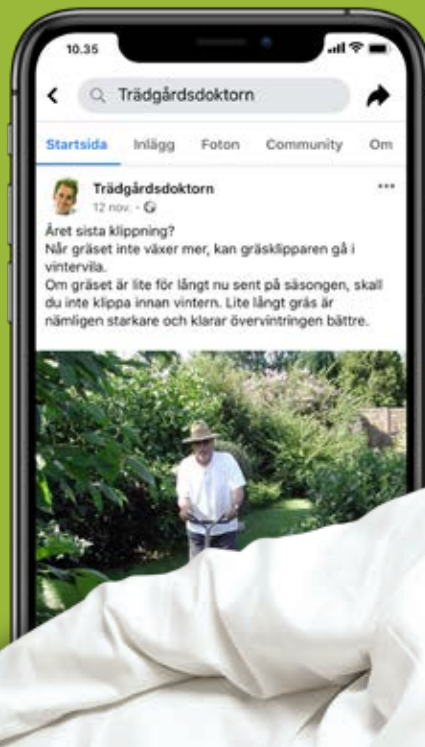 10.35
Trädgårdsdoktorn
Startsida Inlägg Foton Community Om
Trädgårdsdoktorn
12 nov. -
Året sista klippning?
Når gräset inte växer mer, kan gräsklipparen gå i
vintervila.
Om gräset är lite för långt nu sent på säsongen, skall
du inte klippa innan vintern. Lite långt gräs är
nämligen starkare och klarar övervintringen bättre.